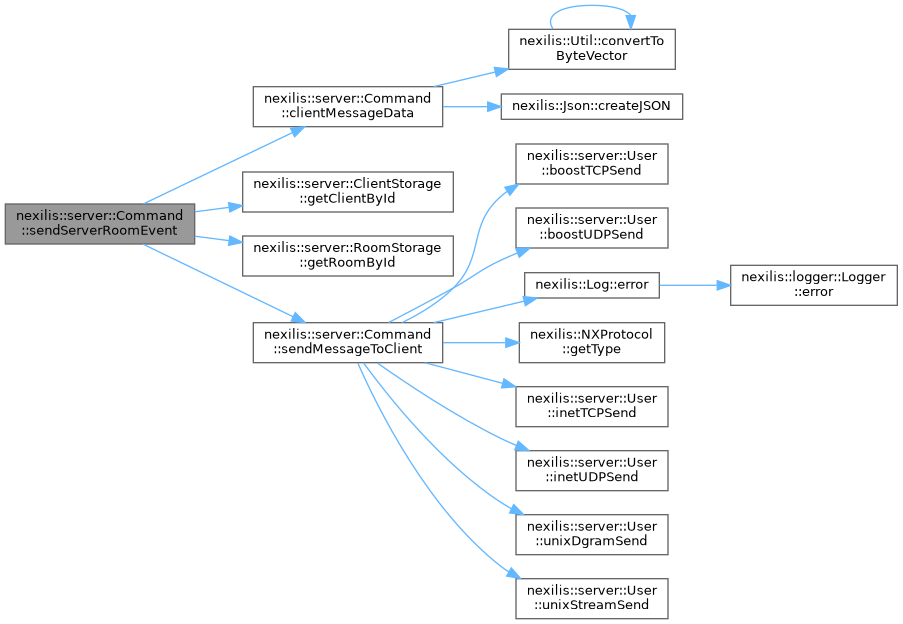 nexilis::server::Command
::sendServerRoomEvent
nexilis::server::Command
::clientMessageData
nexilis::Util::convertTo
ByteVector
nexilis::Json::createJSON
nexilis::server::ClientStorage
::getClientById
nexilis::server::RoomStorage
::getRoomById
nexilis::server::Command
::sendMessageToClient
nexilis::server::User
::boostTCPSend
nexilis::server::User
::boostUDPSend
nexilis::Log::error
nexilis::logger::Logger
::error
nexilis::NXProtocol
::getType
nexilis::server::User
::inetTCPSend
nexilis::server::User
::inetUDPSend
nexilis::server::User
::unixDgramSend
nexilis::server::User
::unixStreamSend